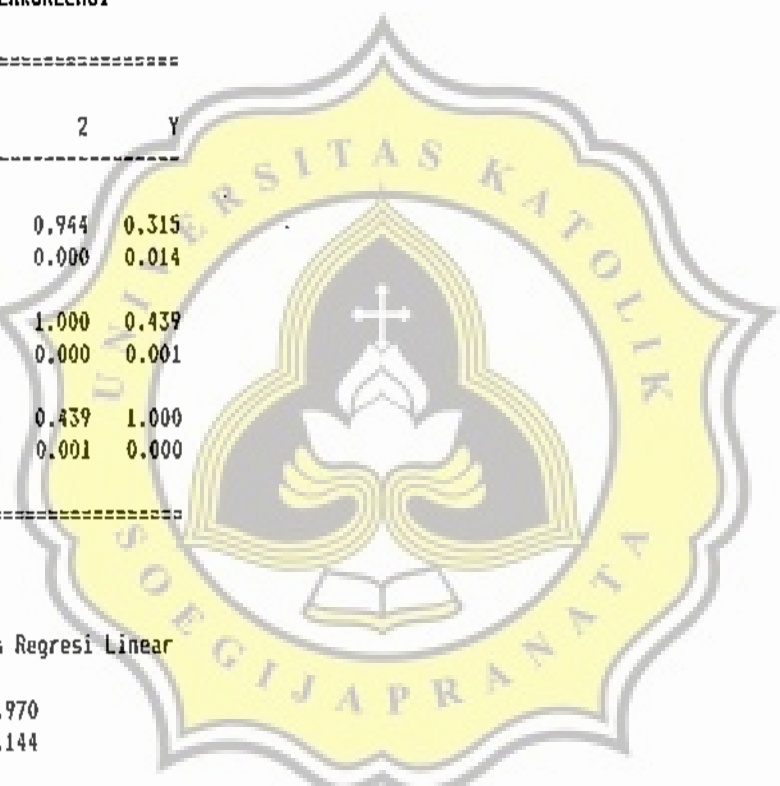 2 Y
0.944 0.315
0.000 0.014
1.000 0.439
0.000 0.001
0.439 1.000
0.001 0.000
Regresi Linear
.970
.144
UNIVERSITAS KATOLIK
SOEGIJAPRANATA